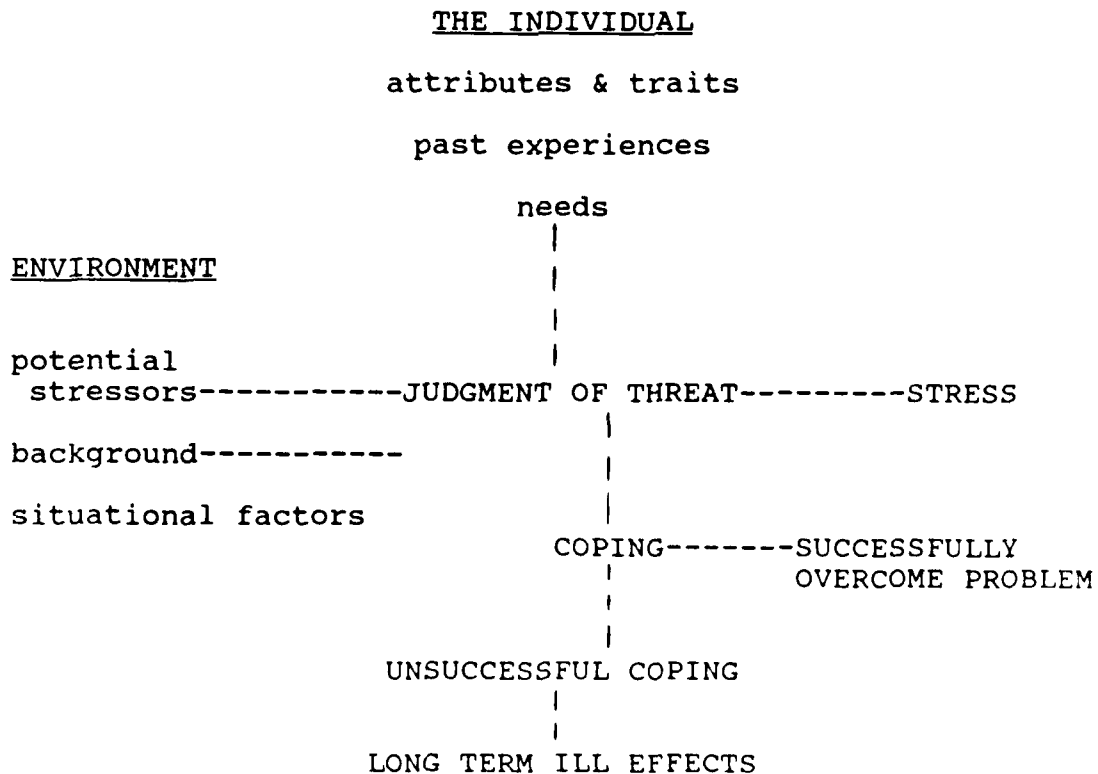 THE INDIVIDUAL
attributes & traits
past experiences
needs
ENVIRONMENT
potential
stressors-----------JUDGMENT OF THREAT---------STRESS
background-----------
situational factors
COPING-------SUCCESSFULLY
OVERCOME PROBLEM
UNSUCCESSFUL COPING
LONG TERM ILL EFFECTS